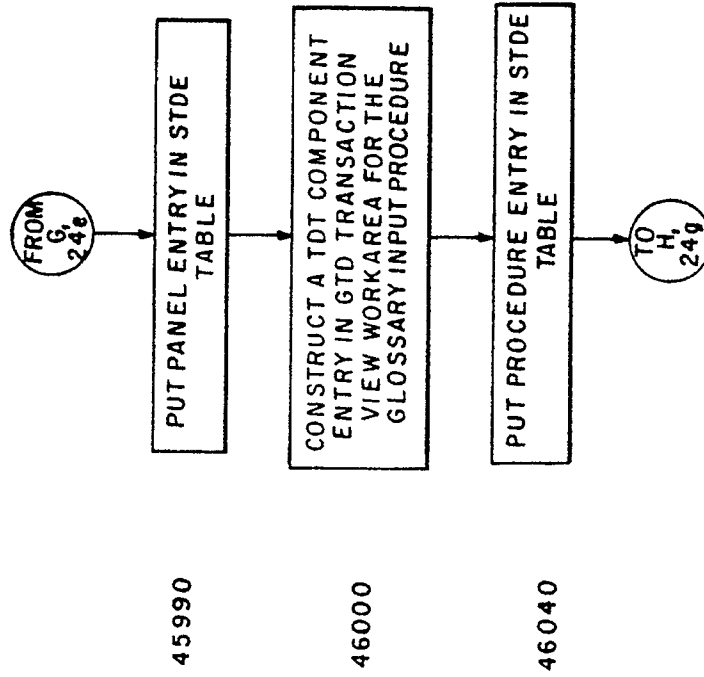 FROM
G,
24e
45990
PUT PANEL ENTRY IN STDE
TABLE
46000
CONSTRUCT A TDT COMPONENT
ENTRY IN GTD TRANSACTION
VIEW WORKAREA FOR THE
GLOSSARY INPUT PROCEDURE
46040
PUT PROCEDURE ENTRY IN STDE
TABLE
TO
H,
24g